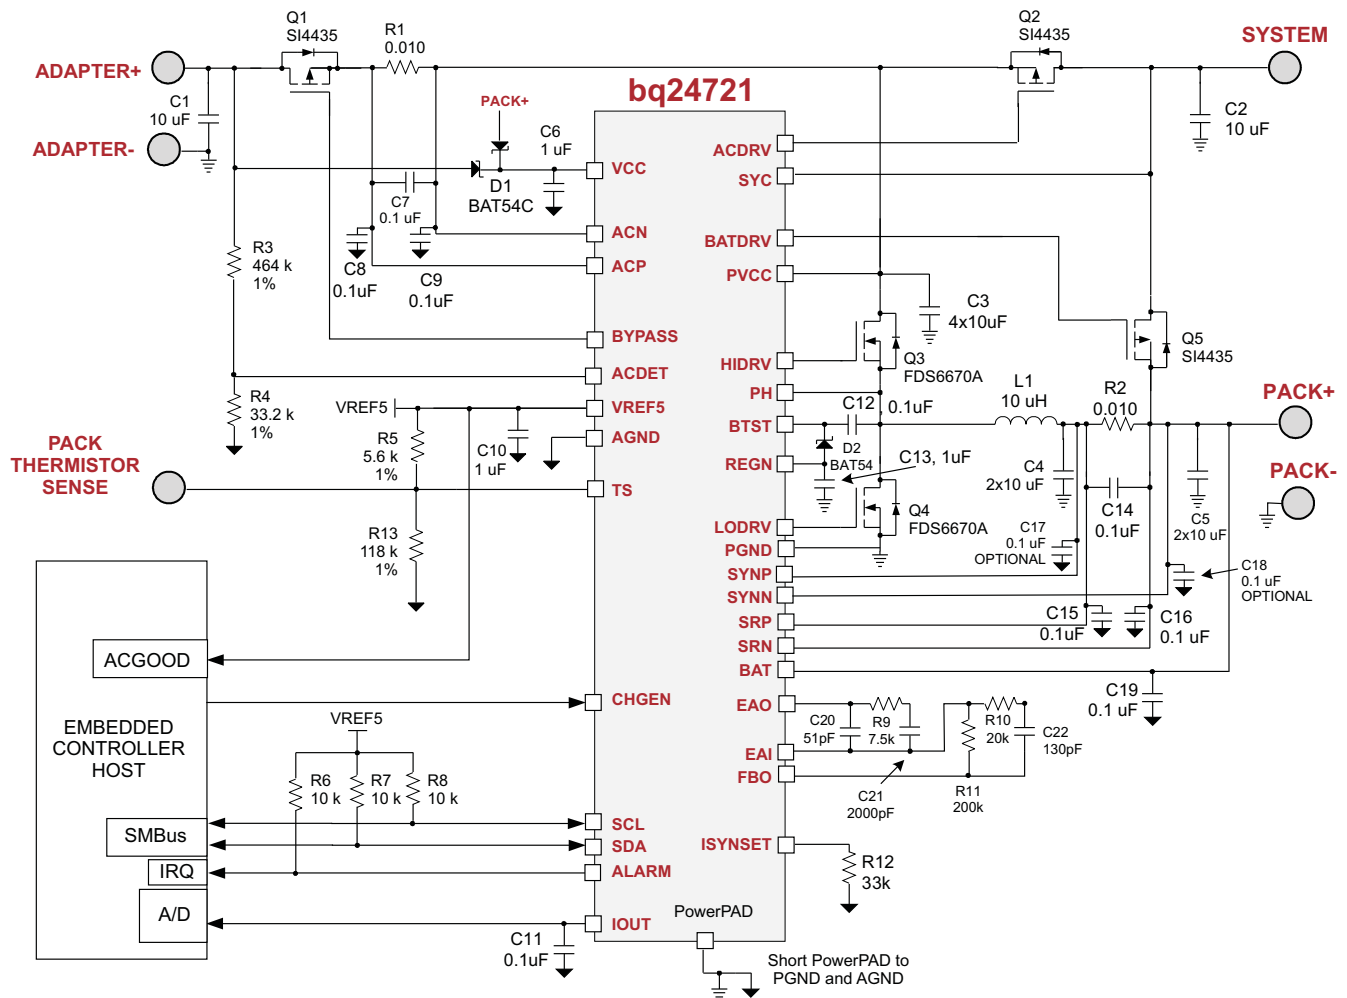 Q1
SI4435
R1
0.010
Q2
SI4435
SYSTEM
ADAPTER+
C1
10 uF
ADAPTER-
bq24721
PACK+
C6
1 uF
C2
10 uF
VCC
D1
BAT54C
C7
0.1 uF
ACN
ACP
C8
0.1uF
C9
0.1uF
R3
464 k
1%
BYPASS
ACDET
R4
33.2 k
1%
VREF5
VREF5
AGND
R5
5.6 k
1%
C10
1 uF
PACK
THERMISTOR
SENSE
TS
R13
118 k
1%
ACDRV
SYC
BATDRV
PVCC
C3
4x10uF
HIDRV
Q3
FDS6670A
Q5
SI4435
PH
C12
0.1uF
L1
10 uH
R2
0.010
PACK+
BTST
D2
BAT54
C13, 1uF
REGN
C4
2x10 uF
PACK-
LODRV
Q4
FDS6670A
C14
0.1uF
C5
2x10 uF
PGND
C17
0.1 uF
OPTIONAL
SYNP
C18
0.1 uF
OPTIONAL
SYNN
SRP
C15
0.1uF
C16
0.1 uF
SRN
BAT
C19
0.1 uF
EAO
C20
51pF
R9
7.5k
R10
20k
C22
130pF
EAI
FBO
C21
2000pF
R11
200k
ISYNSET
R12
33k
ACGOOD
CHGEN
EMBEDDED
CONTROLLER
HOST
VREF5
R6
10 k
R7
10 k
R8
10 k
SMBus
SCL
SDA
IRQ
ALARM
A/D
IOUT
C11
0.1uF
PowerPAD
Short PowerPAD to
PGND and AGND